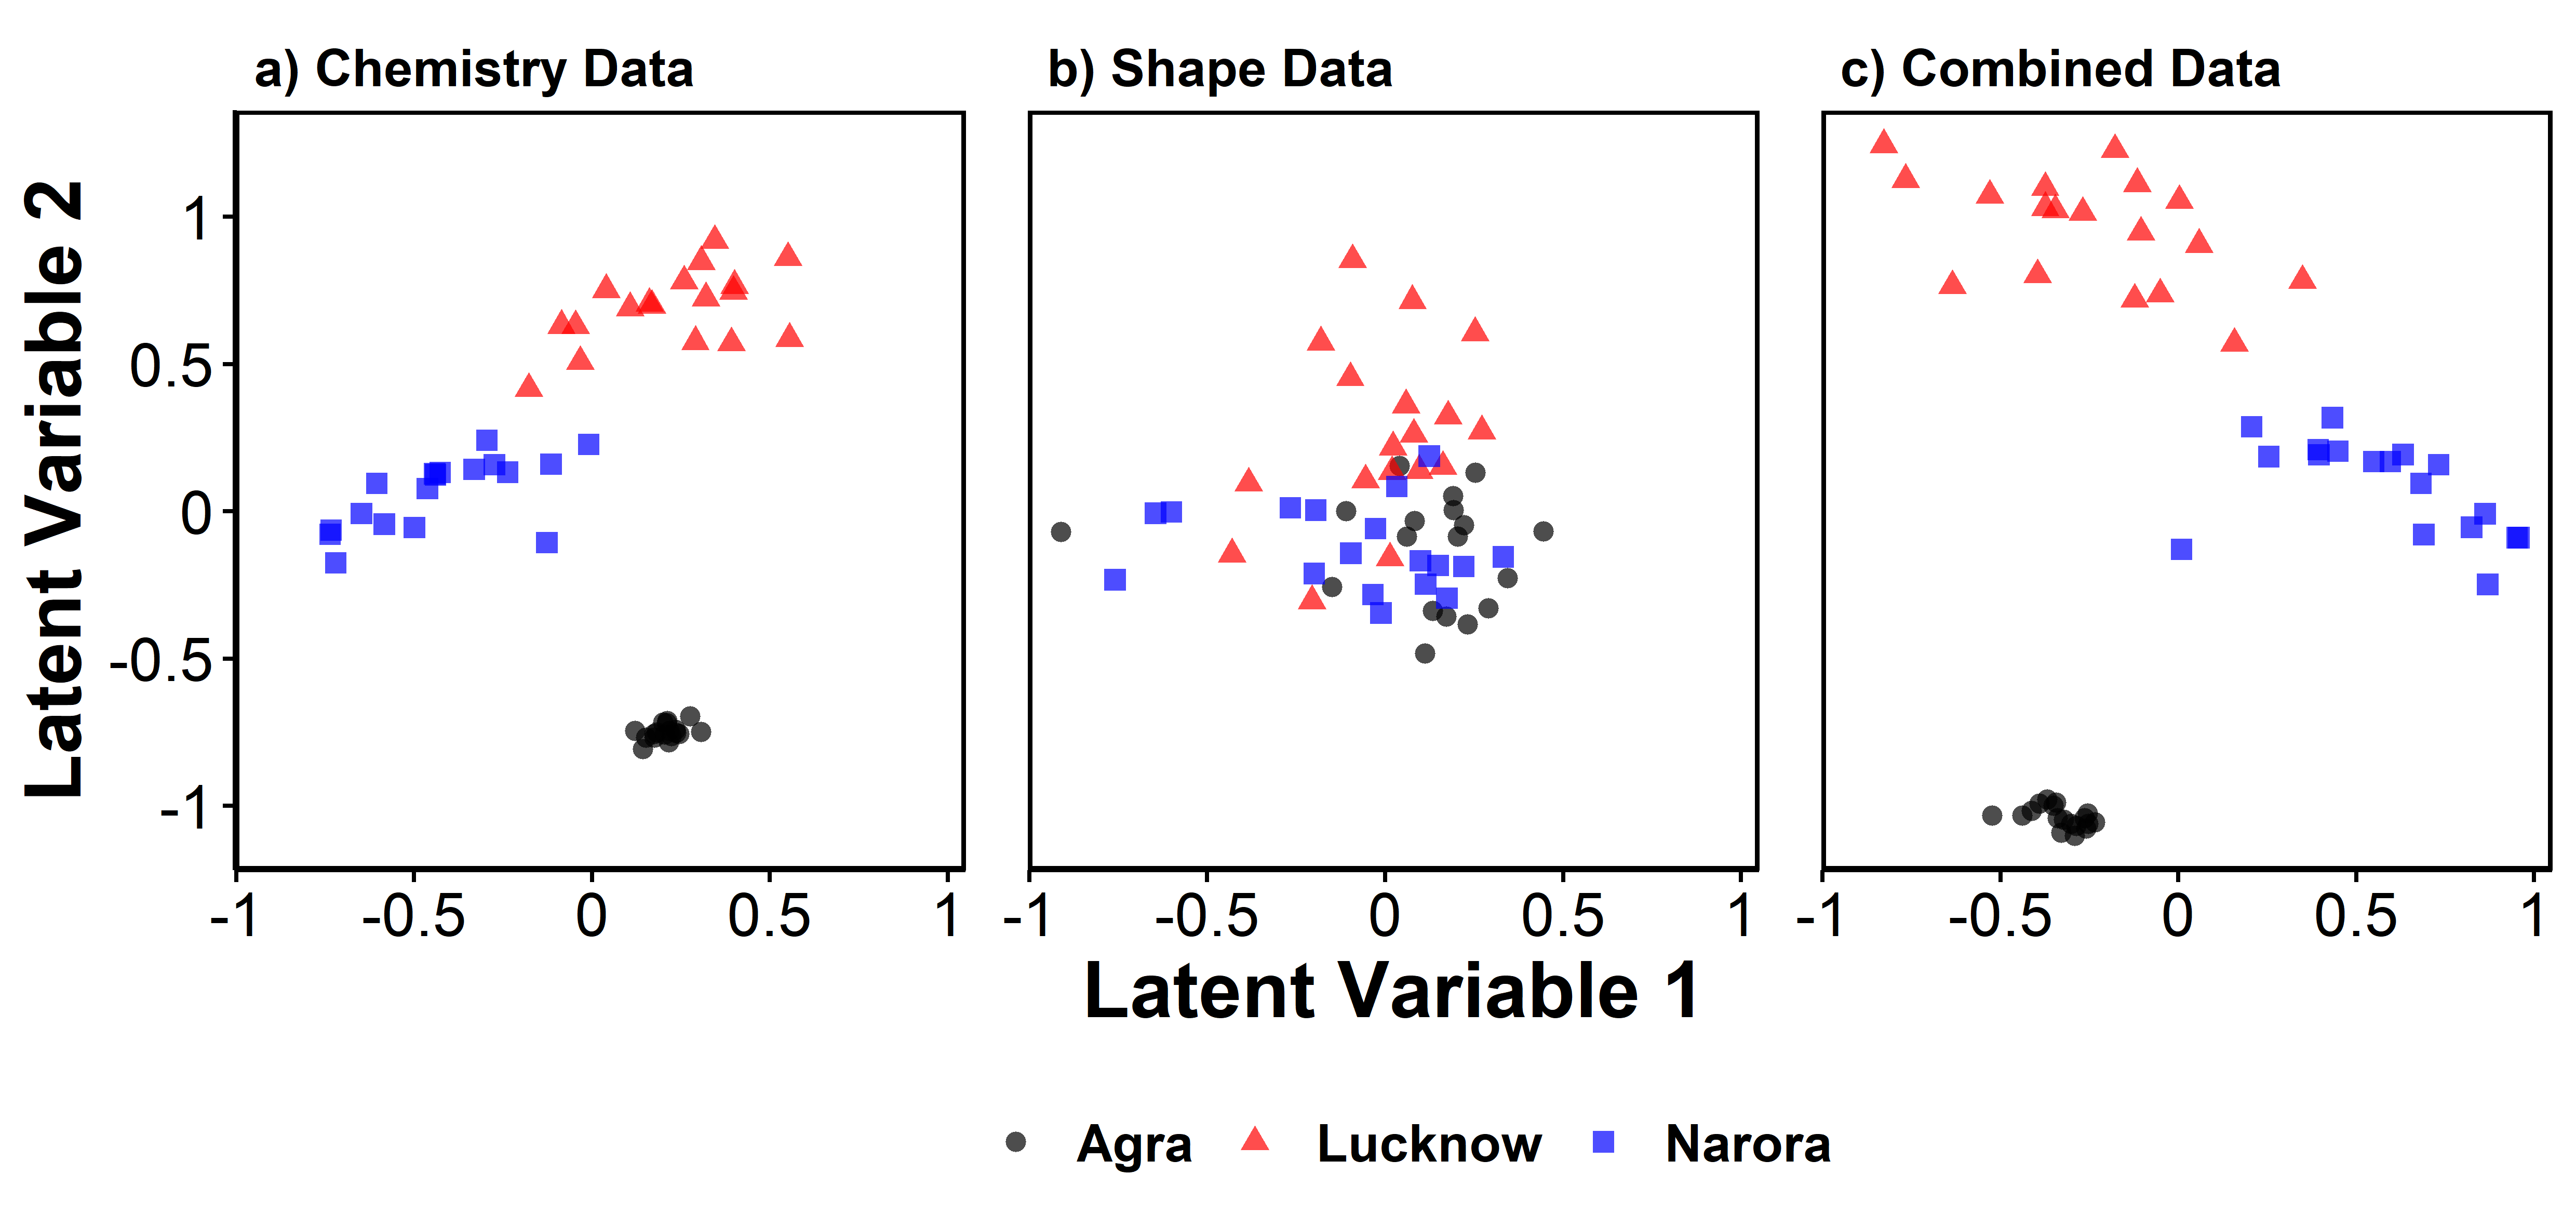 a) Chemistry Data
b) Shape Data
c) Combined Data
Latent Variable 2
1
0.5
0
-0.5
-1
-1 -0.5 0 0.5 1
-1 -0.5 0 0.5 1
-1 -0.5 0 0.5 1
Latent Variable 1
Agra Lucknow Narora